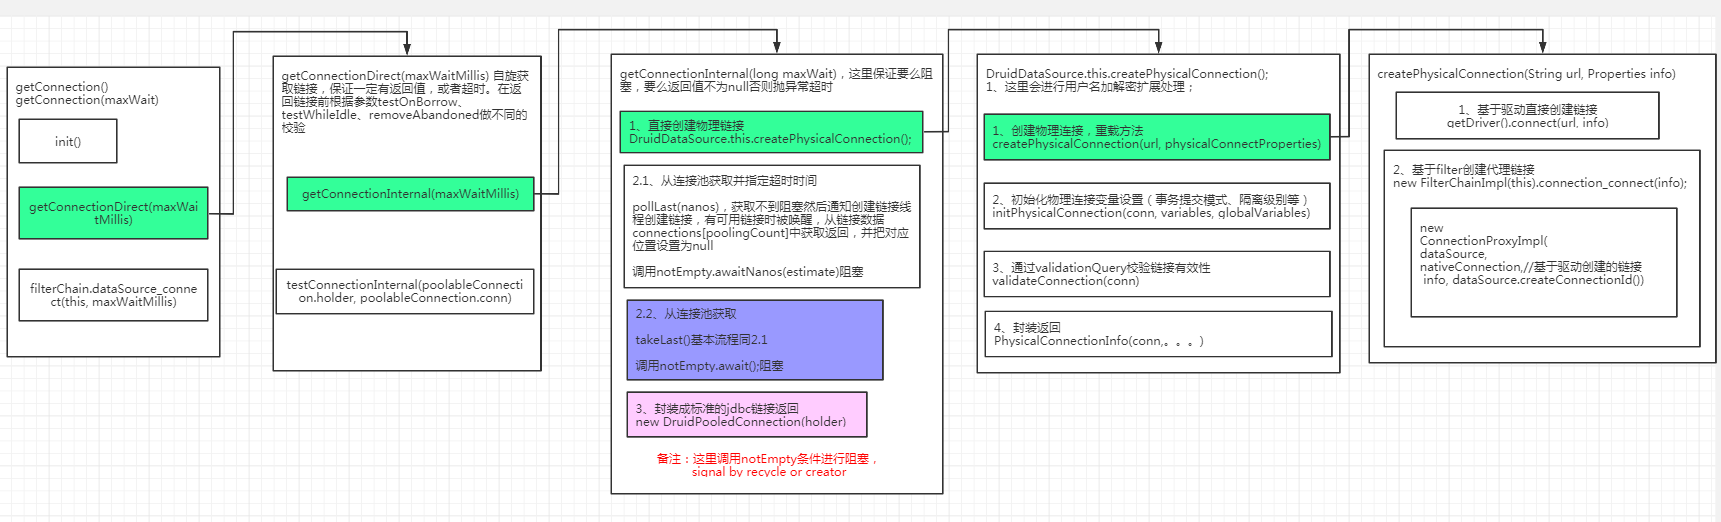 getConnection()
getConnection(maxWait)
init()
getConnectionDirect(maxWai
tMillis)
filterChain.dataSource_conne
ct(this, maxWaitMillis)
getConnectionDirect(maxWaitMillis) 自旋获
取链接，保证一定有返回值，或者超时。在返
回链接前根据参数testOnBorrow、
testWhileIdle、removeAbandoned做不同的
校验
getConnectionInternal(maxWaitMillis)
testConnectionInternal(poolableConnecti
on.holder, poolableConnection.conn)
getConnectionInternal(long maxWait)，这里保证要么阻
塞，要么返回值不为null否则抛异常超时
1、直接创建物理链接
DruidDataSource.this.createPhysicalConnection();
2.1、从连接池获取并指定超时时间
pollLast(nanos)，获取不到阻塞然后通知创建链接线
程创建链接，有可用链接时被唤醒，从链接数据
connections[poolingCount]中获取返回，并把对应
位置设置为null
调用notEmpty.awaitNanos(estimate)阻塞
2.2、从连接池获取
takeLast()基本流程同2.1
调用notEmpty.await();阻塞
3、封装成标准的jdbc链接返回
new DruidPooledConnection(holder)
备注：这里调用notEmpty条件进行阻塞，
signal by recycle or creator
DruidDataSource.this.createPhysicalConnection();
1、这里会进行用户名加解密扩展处理；
1、创建物理连接，重载方法
createPhysicalConnection(url, physicalConnectProperties)
2、初始化物理连接变量设置（事务提交模式、隔离级别等）
initPhysicalConnection(conn, variables, globalVariables)
3、通过validationQuery校验链接有效性
validateConnection(conn)
4、封装返回
PhysicalConnectionInfo(conn,。。。)
createPhysicalConnection(String url, Properties info)
1、基于驱动直接创建链接
getDriver().connect(url, info)
2、基于filter创建代理链接
new FilterChainImpl(this).connection_connect(info);
new
ConnectionProxyImpl(
dataSource,
nativeConnection,//基于驱动创建的链接
info, dataSource.createConnectionId())